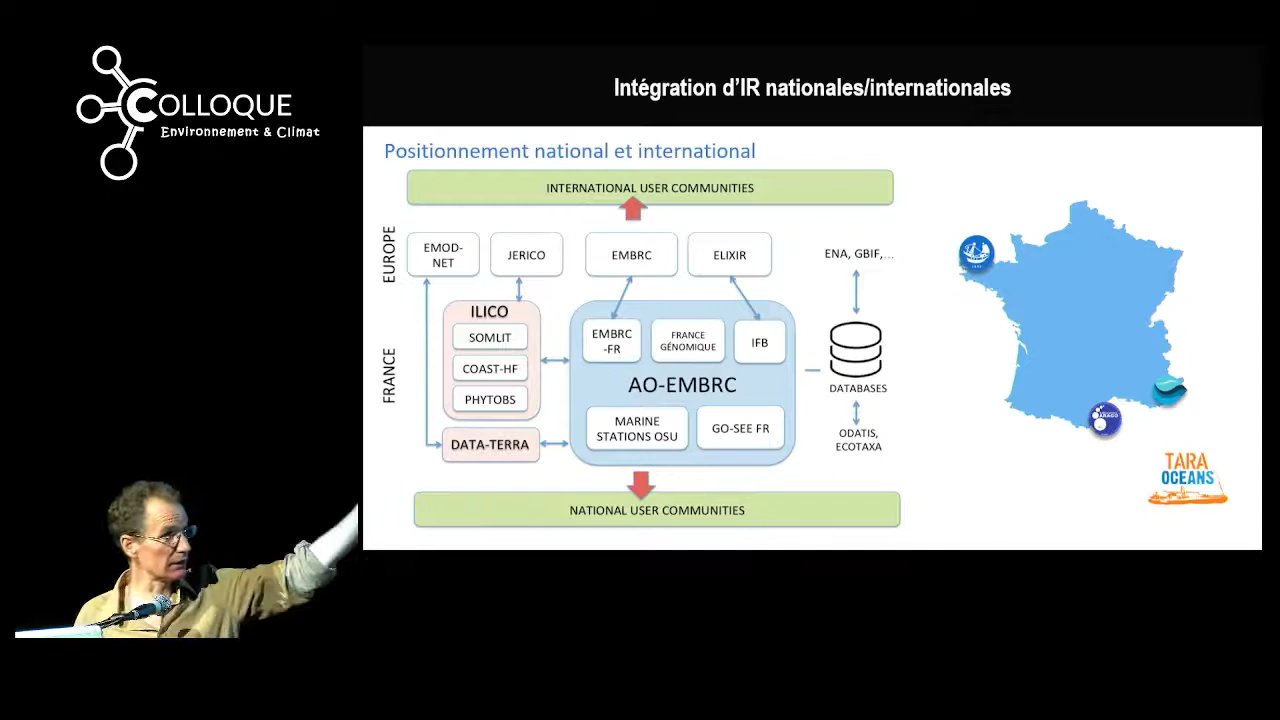 COLLOQUE
Environnement & Climat
Intégration d'IR nationales/internationales
Positionnement national et international
INTERNATIONAL USER COMMUNITIES
EUROPE
EMOD-
NET
JERICO
EMBRC
ELIXIR
ENA, GBIF,...
FRANCE
ILICO
SOMLIT
COAST-HF
PHYTOBS
DATA-TERRA
EMBRC
-FR
FRANCE
GÉNOMIQUE
IFB
AO-EMBRC
MARINE
STATIONS OSU
GO-SEE FR
DATABASES
ODATIS,
ECOTAXA
NATIONAL USER COMMUNITIES
ARAGO
TARA
OCEANS